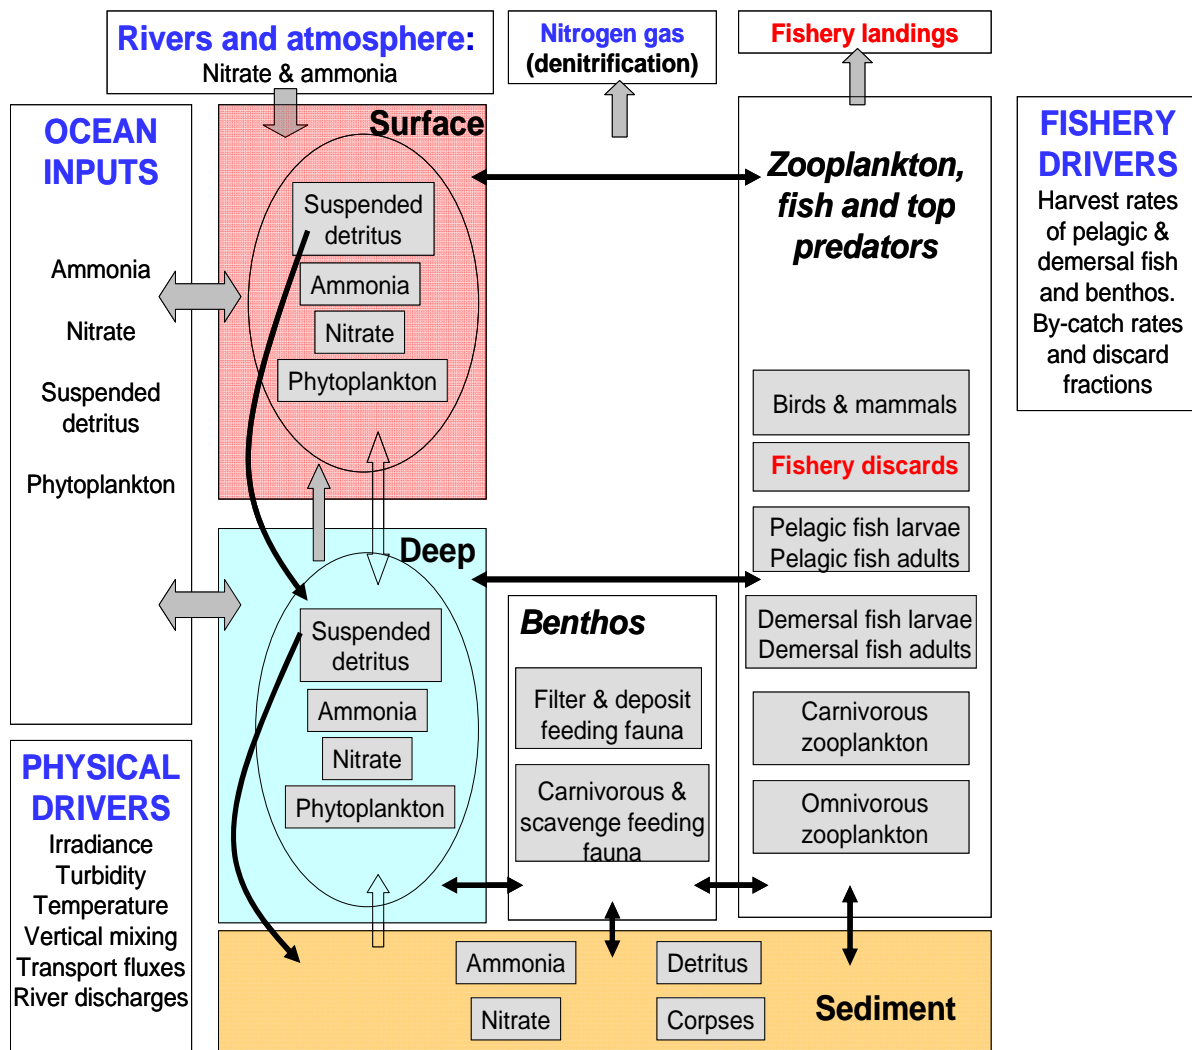 Rivers and atmosphere:
Nitrate & ammonia
Nitrogen gas
(denitrification)
Fishery landings
OCEAN
INPUTS
Ammonia
Nitrate
Suspended
detritus
Phytoplankton
Surface
Suspended
detritus
Ammonia
Nitrate
Phytoplankton
Zooplankton,
fish and top
predators
Birds & mammals
Fishery discards
Pelagic fish larvae
Pelagic fish adults
Demersal fish larvae
Demersal fish adults
Carnivorous
zooplankton
Omnivorous
zooplankton
FISHERY
DRIVERS
Harvest rates
of pelagic &
demersal fish
and benthos.
By-catch rates
and discard
fractions
Deep
Suspended
detritus
Ammonia
Nitrate
Phytoplankton
Benthos
Filter & deposit
feeding fauna
Carnivorous &
scavenge feeding
fauna
PHYSICAL
DRIVERS
Irradiance
Turbidity
Temperature
Vertical mixing
Transport fluxes
River discharges
Ammonia
Detritus
Nitrate
Corpses
Sediment